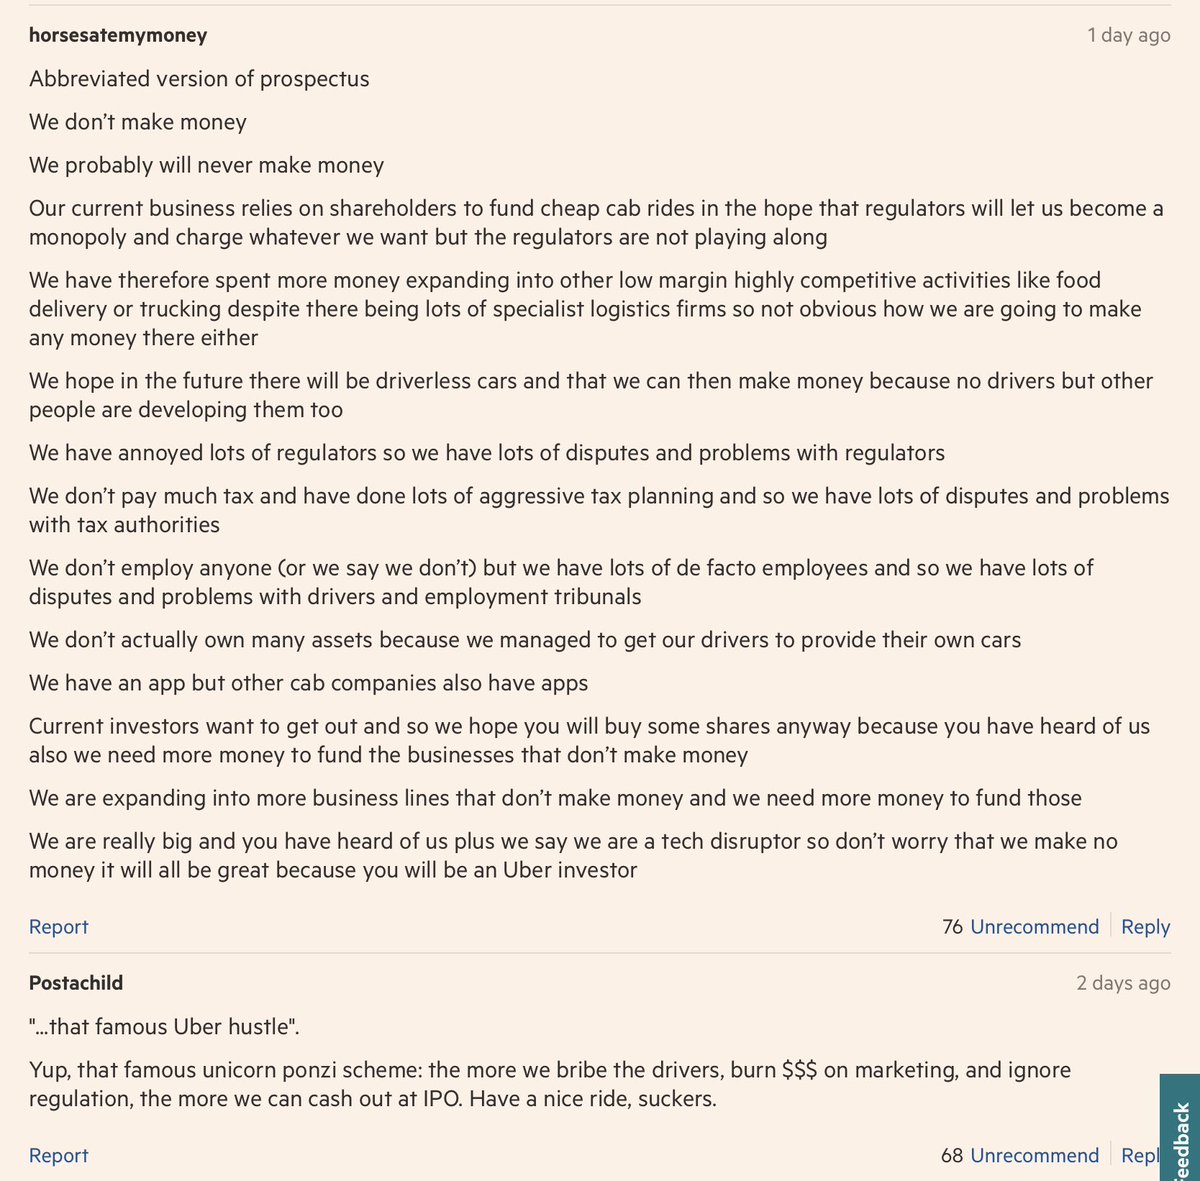 horsesatemymoney
1 day ago
Abbreviated version of prospectus
We don’t make money
We probably will never make money
Our current business relies on shareholders to fund cheap cab rides in the hope that regulators will let us become a
monopoly and charge whatever we want but the regulators are not playing along
We have therefore spent more money expanding into other low margin highly competitive activities like food
delivery or trucking despite there being lots of specialist logistics firms so not obvious how we are going to make
any money there either
We hope in the future there will be driverless cars and that we can then make money because no drivers but other
people are developing them too
We have annoyed lots of regulators so we have lots of disputes and problems with regulators
We don’t pay much tax and have done lots of aggressive tax planning and so we have lots of disputes and problems
with tax authorities
We don’t employ anyone (or we say we don’t) but we have lots of de facto employees and so we have lots of
disputes and problems with drivers and employment tribunals
We don’t actually own many assets because we managed to get our drivers to provide their own cars
We have an app but other cab companies also have apps
Current investors want to get out and so we hope you will buy some shares anyway because you have heard of us
also we need more money to fund the businesses that don’t make money
We are expanding into more business lines that don’t make money and we need more money to fund those
We are really big and you have heard of us plus we say we are a tech disruptor so don’t worry that we make no
money it will all be great because you will be an Uber investor
Report
76 Unrecommend
Reply
Postachild
2 days ago
"...that famous Uber hustle".
Yup, that famous unicorn ponzi scheme: the more we bribe the drivers, burn $$$ on marketing, and ignore
regulation, the more we can cash out at IPO. Have a nice ride, suckers.
Report
68 Unrecommend
Repl
eedback